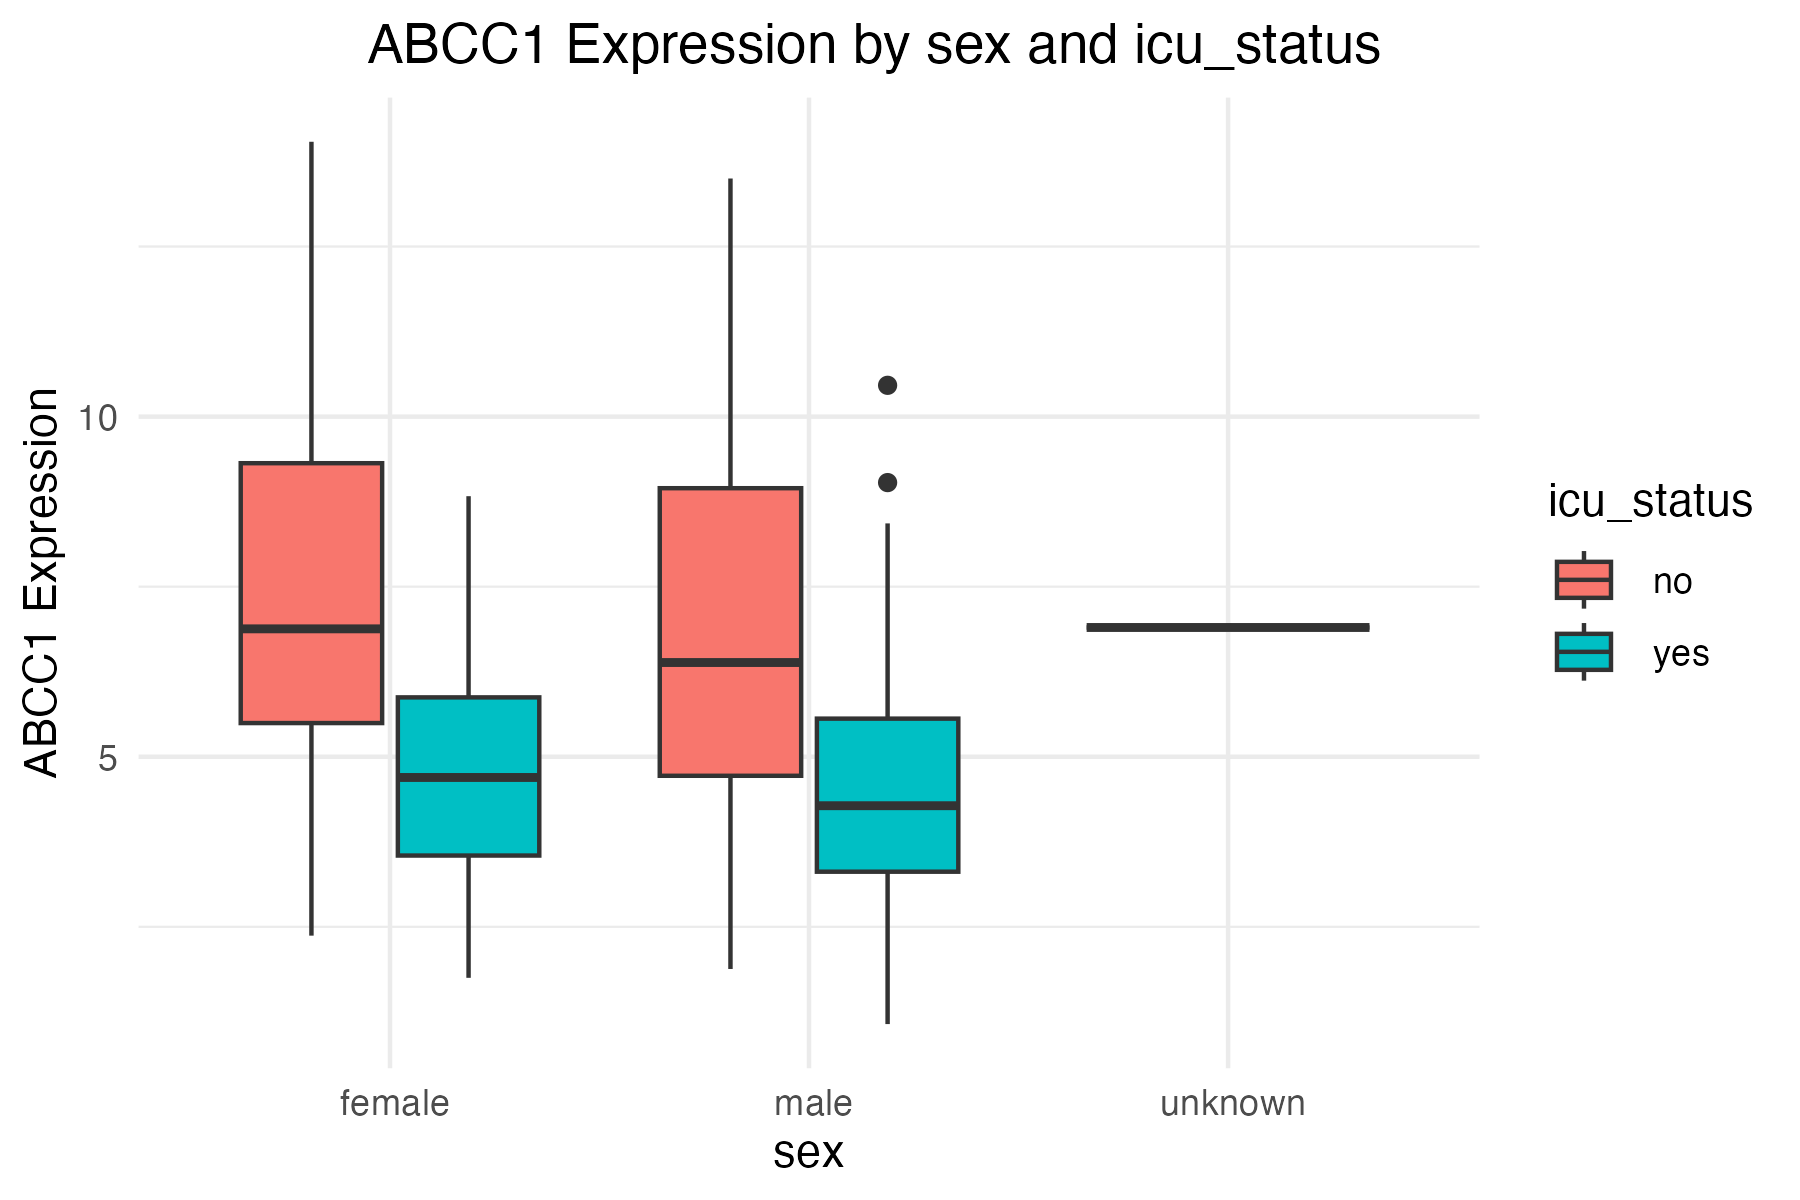 ABCC1 Expression by sex and icu_status
ABCC1 Expression
10
5
female
male
unknown
sex
icu_status
no
yes